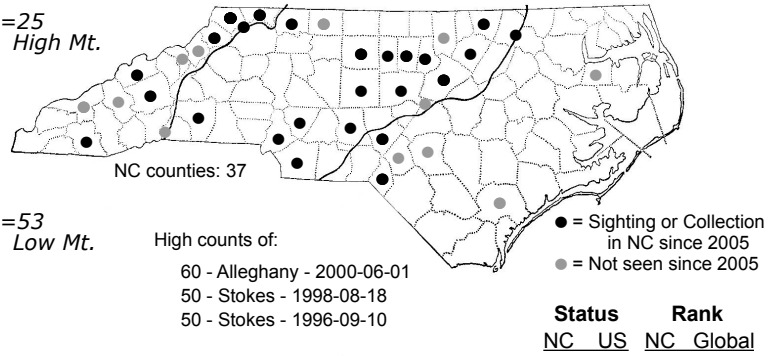 =25
High Mt.
NC counties: 37
=53
Low Mt.
High counts of:
60 - Alleghany - 2000-06-01
50 - Stokes - 1998-08-18
50 - Stokes - 1996-09-10
= Sighting or Collection
in NC since 2005
= Not seen since 2005
Status Rank
NC US NC Global